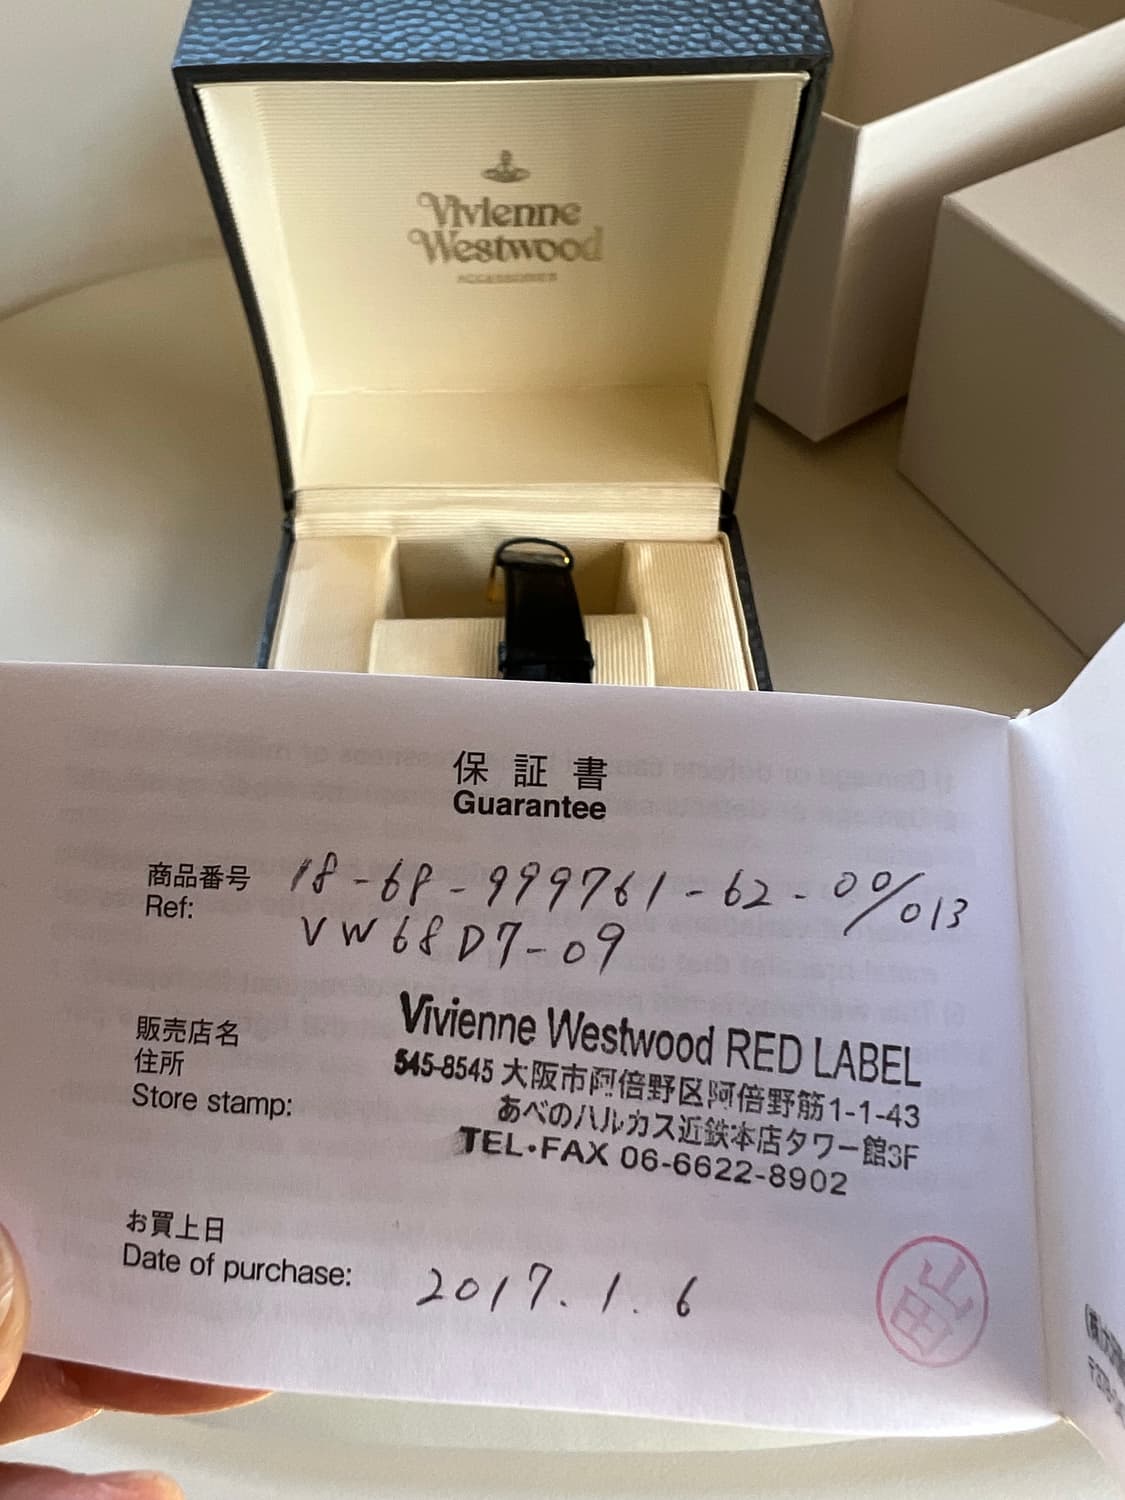 Vivienne
Westwood
ACCESSORIES
保証書
Guarantee
商品番号 18-68-999761-62-00/013
Ref: VW68D7-09
販売店名 Vivienne Westwood RED LABEL
住所 545-8545 大阪市阿倍野区阿倍野筋1-1-43
あべのハルカス近鉄本店タワー館3F
Store stamp: TEL・FAX 06-6622-8902
お買上日
Date of purchase: 2017.1.6
山田